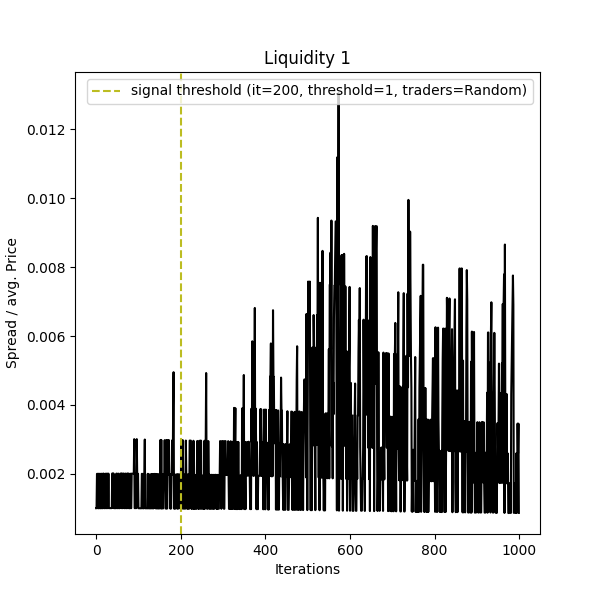 Liquidity 1
signal threshold (it=200, threshold=1, traders=Random)
0.012
0.010
0.008
0.006
0.004
0.002
Spread / avg. Price
0 200 400 600 800 1000
Iterations